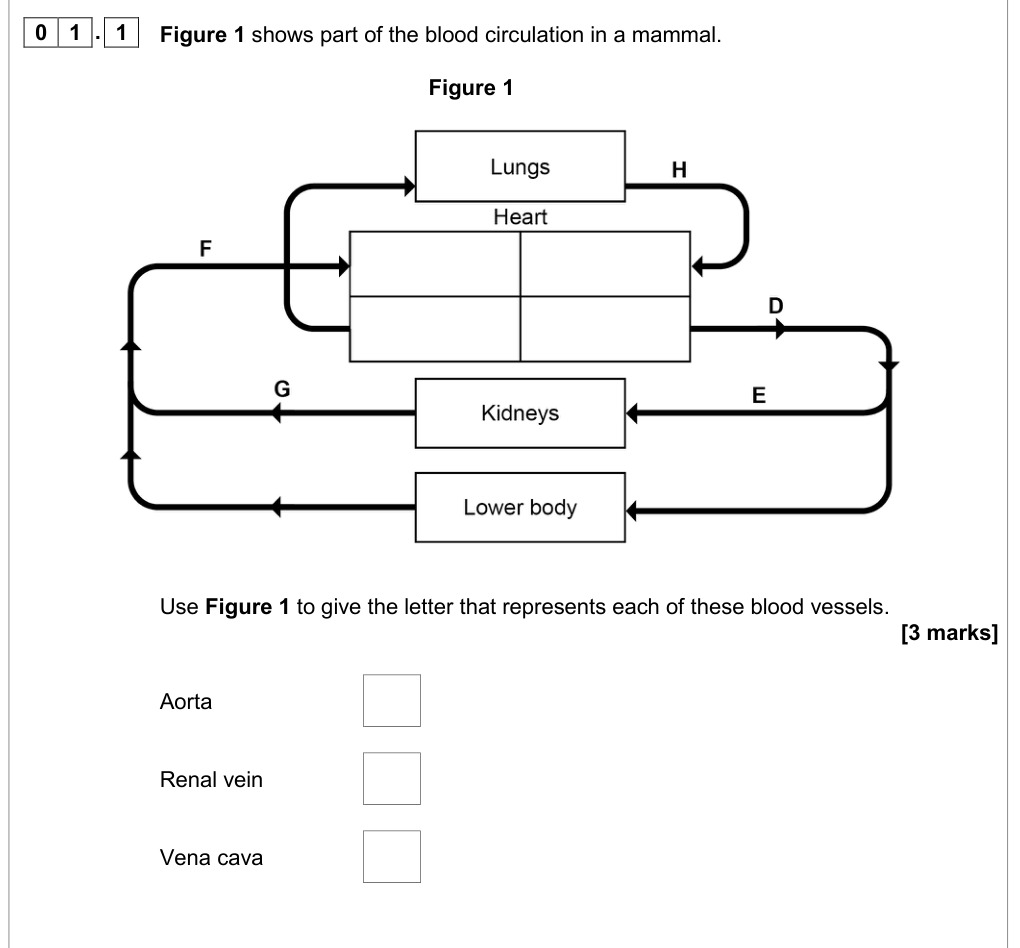 01.1 Figure 1 shows part of the blood circulation in a mammal.
Figure 1
Lungs
H
Heart
F
D
G
E
Kidneys
Lower body
Use Figure 1 to give the letter that represents each of these blood vessels.
[3 marks]
Aorta
Renal vein
Vena cava